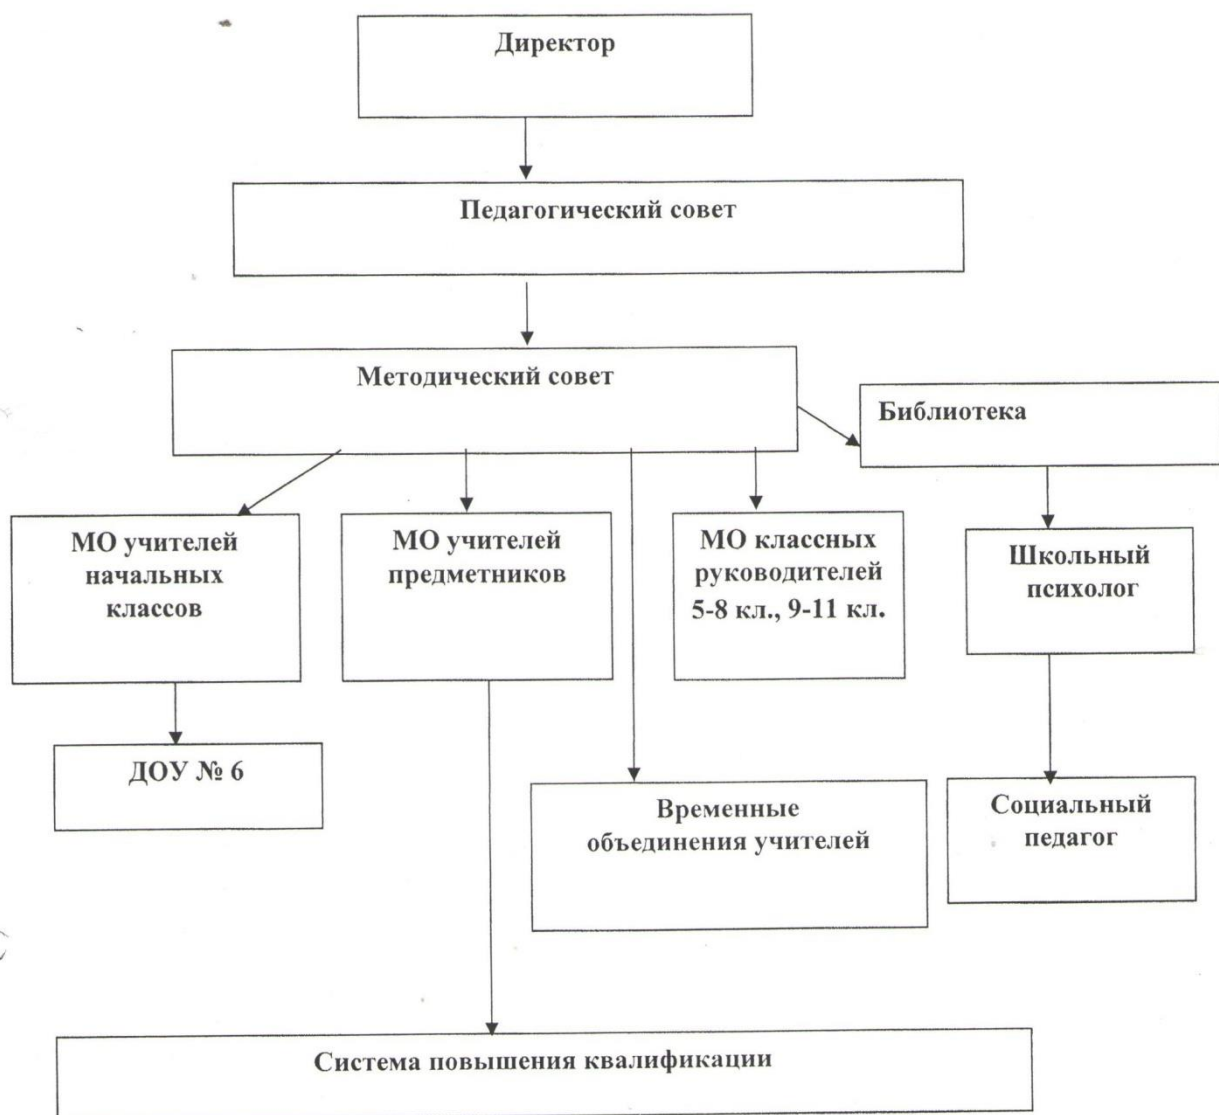 Директор
Педагогический совет
Методический совет
Библиотека
МО учителей
начальных
классов
МО учителей
предметников
МО классных
руководителей
5-8 кл., 9-11 кл.
Школьный
психолог
ДОУ № 6
Временные
объединения учителей
Социальный
педагог
Система повышения квалификации